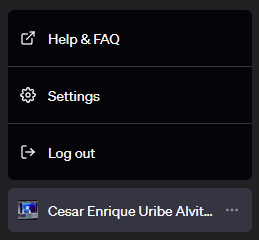 Help & FAQ
Settings
Log out
Cesar Enrique Uribe Alvit...